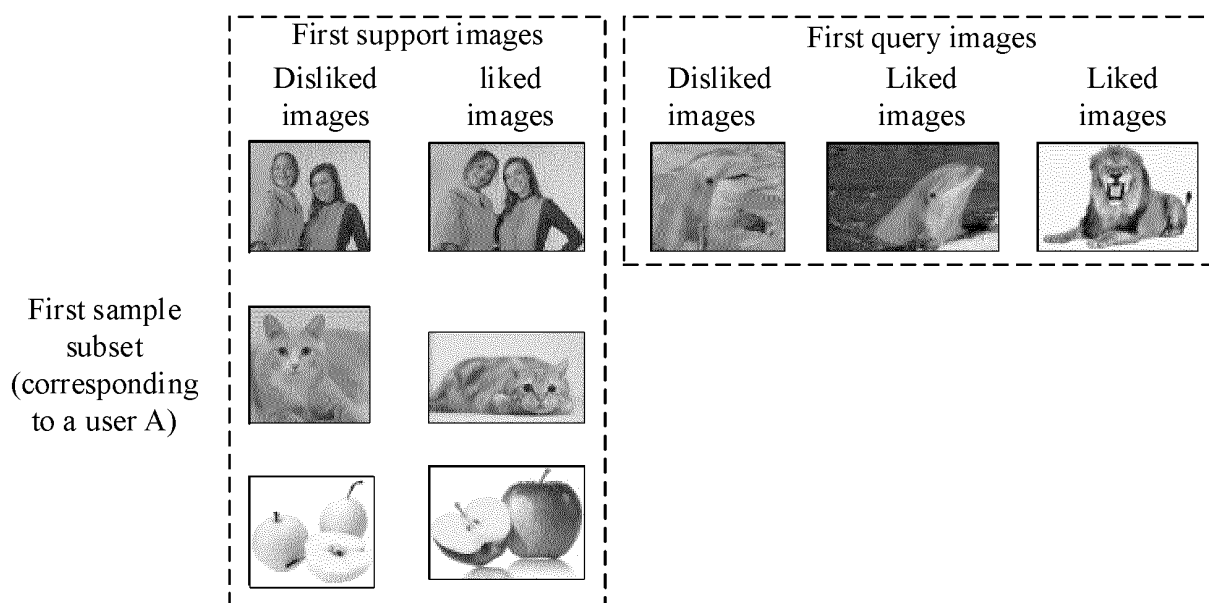 First support images
Disliked
images
liked
images
First query images
Disliked
images
Liked
images
Liked
images
First sample
subset
(corresponding
to a user A)